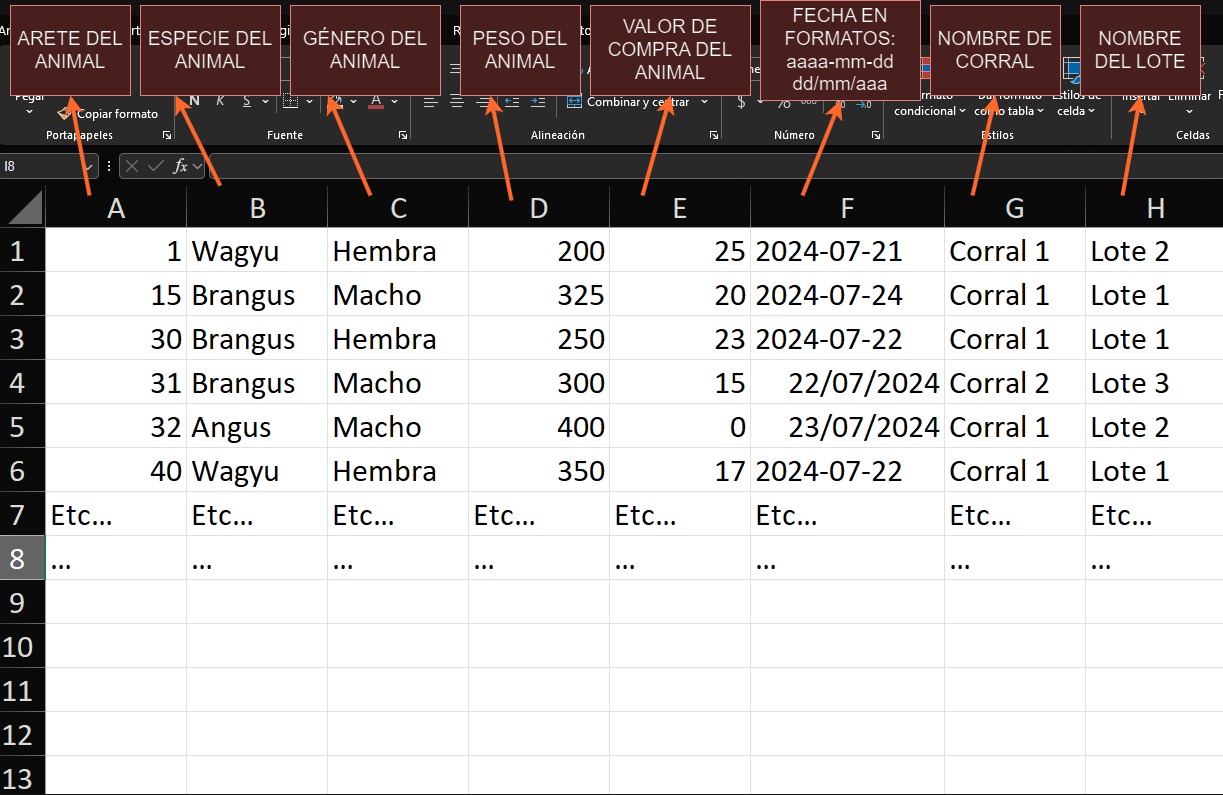 ARETE DEL
ANIMAL
ESPECIE DEL
ANIMAL
GÉNERO DEL
ANIMAL
PESO DEL
ANIMAL
VALOR DE
COMPRA DEL
ANIMAL
FECHA EN
FORMATOS:
aaaa-mm-dd
dd/mm/aaa
NOMBRE DE
CORRAL
NOMBRE
DEL LOTE
Pegar
Copiar formato
N K S A
Combinar y centrar $ % 000
condicional como tabla celda
Portapapeles Fuente Alineación Número Estilos Celdas
I8 fx
A B C D E F G H
1 1 Wagyu Hembra 200 25 2024-07-21 Corral 1 Lote 2
2 15 Brangus Macho 325 20 2024-07-24 Corral 1 Lote 1
3 30 Brangus Hembra 250 23 2024-07-22 Corral 1 Lote 1
4 31 Brangus Macho 300 15 22/07/2024 Corral 2 Lote 3
5 32 Angus Macho 400 0 23/07/2024 Corral 1 Lote 2
6 40 Wagyu Hembra 350 17 2024-07-22 Corral 1 Lote 1
7 Etc... Etc... Etc... Etc... Etc... Etc... Etc... Etc...
8 ... ... ... ... ... ... ... ...
9
10
11
12
13